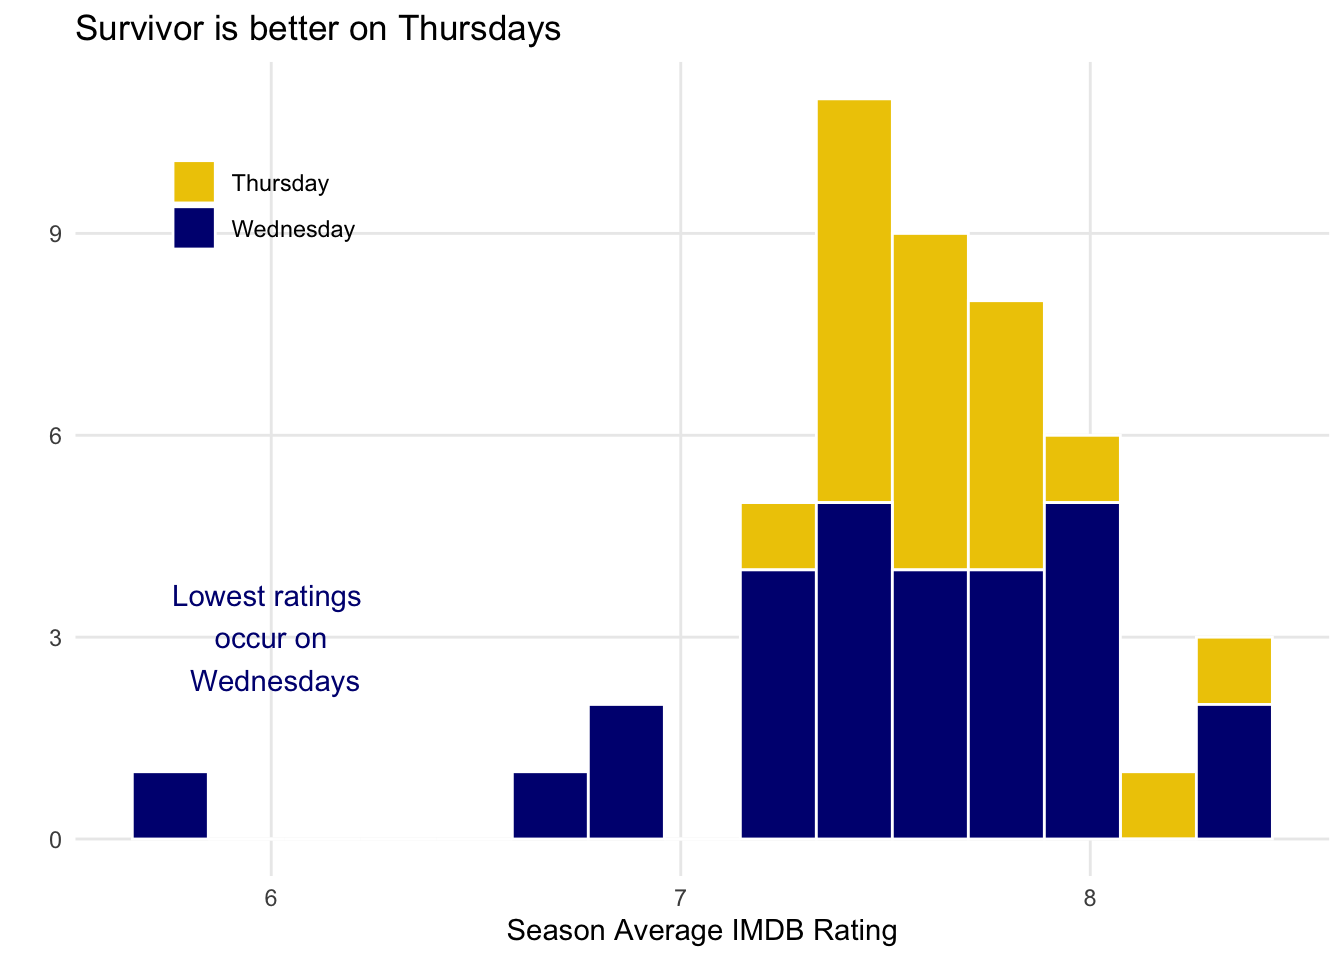 Survivor is better on Thursdays
Thursday
Wednesday
9
6
Lowest ratings
occur on
Wednesdays
3
0
6 7 8
Season Average IMDB Rating